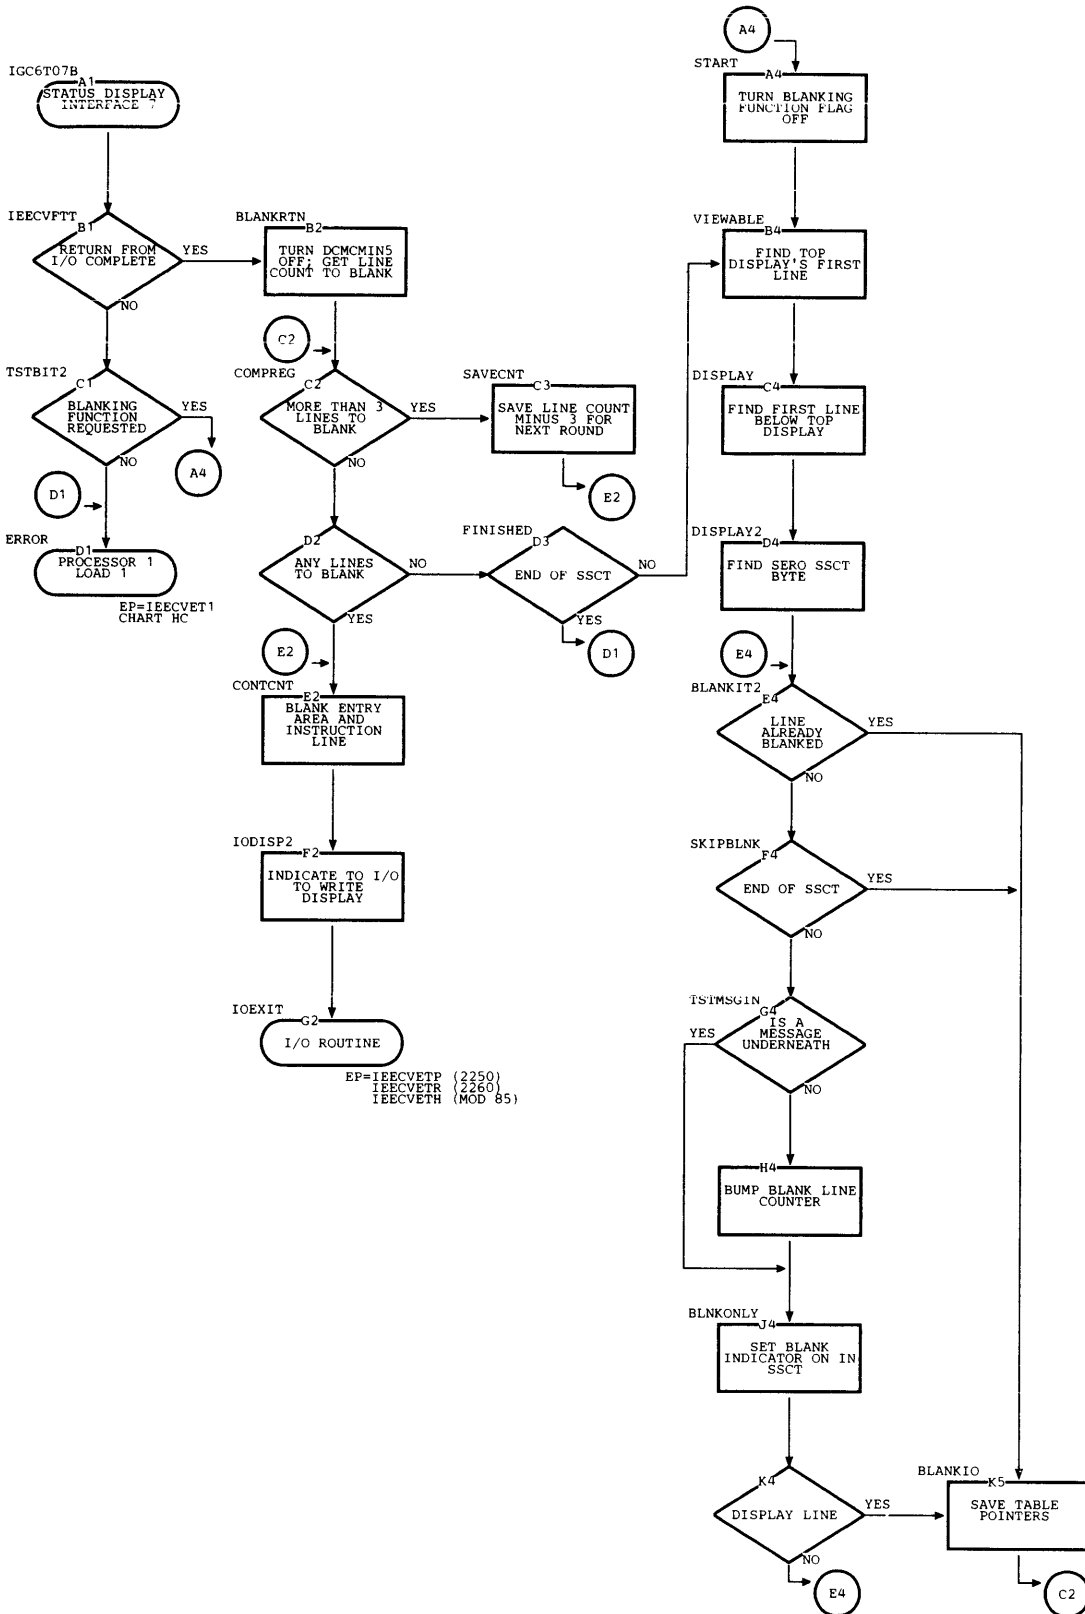 IGC6T07B
A1
STATUS DISPLAY
INTERFACE 7
IEECVFTT
B1
RETURN FROM
I/O COMPLETE
YES
NO
TSTBIT2
C1
BLANKING
FUNCTION
REQUESTED
YES
NO
A4
D1
ERROR
D1
PROCESSOR 1
LOAD 1
EP=IEECVET1
CHART HC
BLANKRTN
B2
TURN DCMCMIN5
OFF; GET LINE
COUNT TO BLANK
C2
COMPREG
C2
MORE THAN 3
LINES TO
BLANK
YES
NO
SAVECNT
C3
SAVE LINE COUNT
MINUS 3 FOR
NEXT ROUND
E2
D2
ANY LINES
TO BLANK
NO
YES
FINISHED
D3
END OF SSCT
NO
YES
D1
E2
CONTCNT
E2
BLANK ENTRY
AREA AND
INSTRUCTION
LINE
IODISP2
F2
INDICATE TO I/O
TO WRITE
DISPLAY
IOEXIT
G2
I/O ROUTINE
EP=IEECVETP (2250)
IEECVETR (2260)
IEECVETH (MOD 85)
A4
START
A4
TURN BLANKING
FUNCTION FLAG
OFF
VIEWABLE
B4
FIND TOP
DISPLAY'S FIRST
LINE
DISPLAY
C4
FIND FIRST LINE
BELOW TOP
DISPLAY
DISPLAY2
D4
FIND SERO SSCT
BYTE
E4
BLANKIT2
E4
LINE
ALREADY
BLANKED
YES
NO
SKIPBLNK
F4
END OF SSCT
YES
NO
TSTMSGIN
G4
IS A
MESSAGE
UNDERNEATH
YES
NO
H4
BUMP BLANK LINE
COUNTER
BLNKONLY
J4
SET BLANK
INDICATOR ON IN
SSCT
K4
DISPLAY LINE
YES
NO
E4
BLANKIO
K5
SAVE TABLE
POINTERS
C2